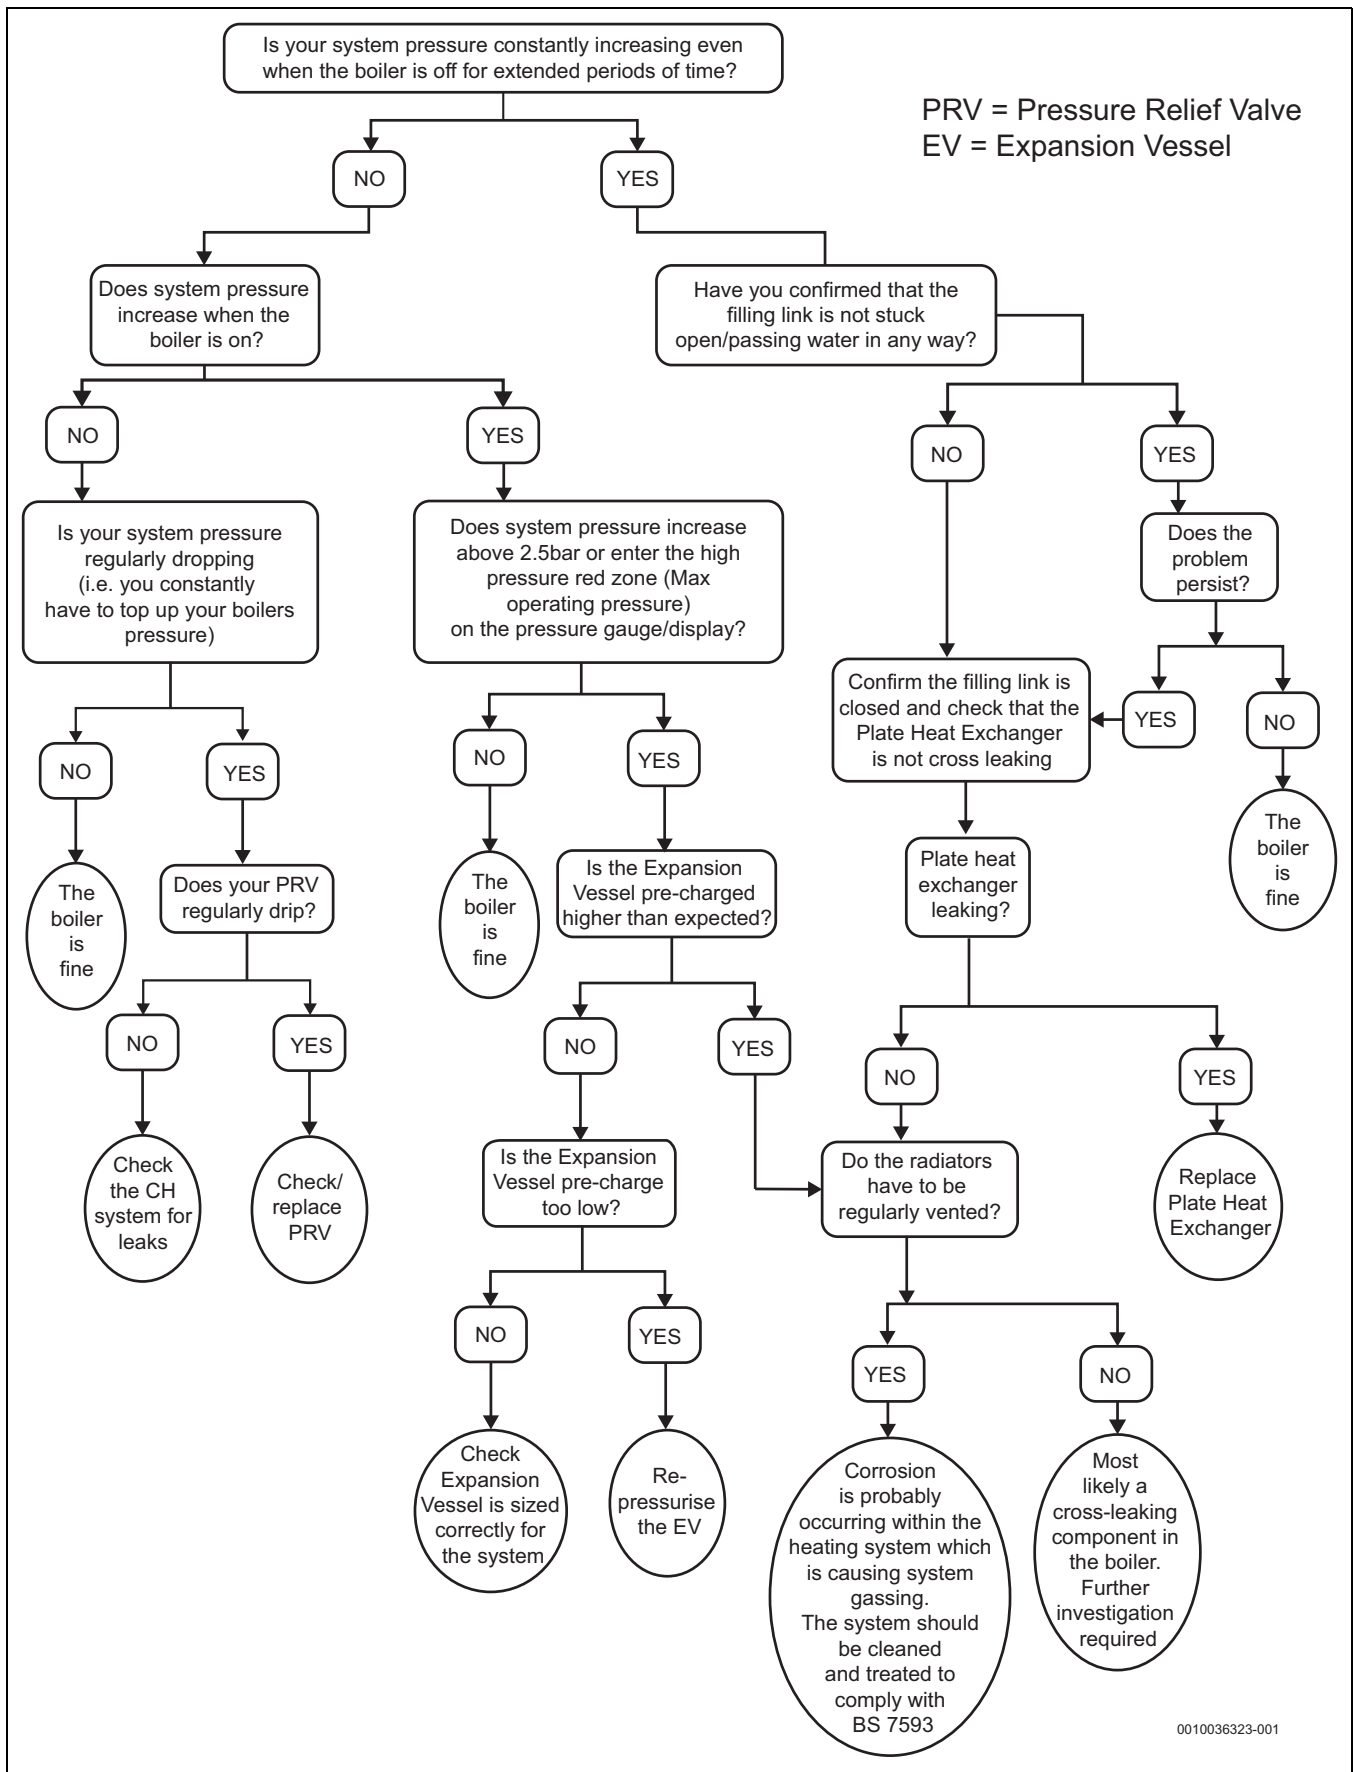 Is your system pressure constantly increasing even
when the boiler is off for extended periods of time?
PRV = Pressure Relief Valve
EV = Expansion Vessel
NO
YES
Does system pressure
increase when the
boiler is on?
Have you confirmed that the
filling link is not stuck
open/passing water in any way?
NO
YES
NO
YES
Is your system pressure
regularly dropping
(i.e. you constantly
have to top up your boilers
pressure)
Does system pressure increase
above 2.5bar or enter the high
pressure red zone (Max
operating pressure)
on the pressure gauge/display?
Does the
problem
persist?
Confirm the filling link is
closed and check that the
Plate Heat Exchanger
is not cross leaking
YES
NO
NO
YES
NO
YES
The
boiler
is
fine
Does your PRV
regularly drip?
The
boiler
is
fine
Is the Expansion
Vessel pre-charged
higher than expected?
Plate heat
exchanger
leaking?
The
boiler
is
fine
NO
YES
NO
YES
NO
YES
Check
the CH
system for
leaks
Check/
replace
PRV
Is the Expansion
Vessel pre-charge
too low?
Do the radiators
have to be
regularly vented?
Replace
Plate Heat
Exchanger
NO
YES
YES
NO
Check
Expansion
Vessel is sized
correctly for
the system
Re-
pressurise
the EV
Corrosion
is probably
occurring within the
heating system which
is causing system
gassing.
The system should
be cleaned
and treated to
comply with
BS 7593
Most
likely a
cross-leaking
component in
the boiler.
Further
investigation
required
0010036323-001